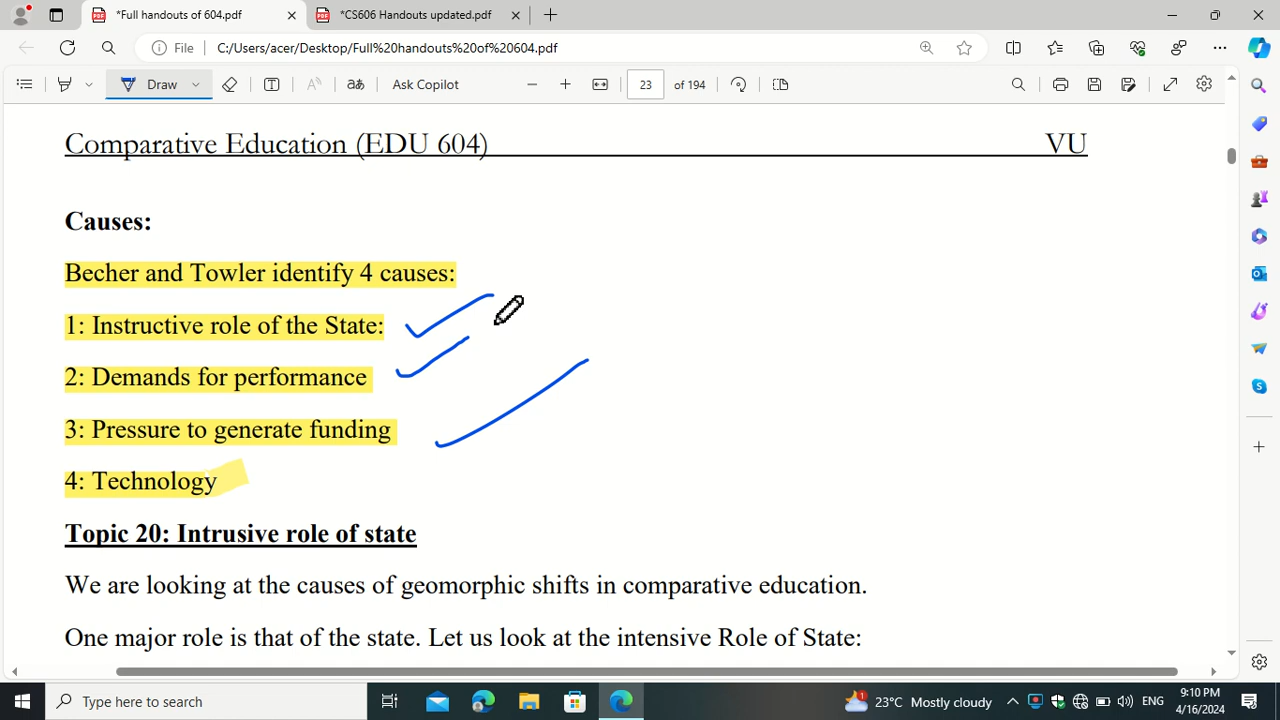 *Full handouts of 604.pdf
*CS606 Handouts updated.pdf
File
C:/Users/acer/Desktop/Full%20handouts%20of%20604.pdf
Draw
aあ
Ask Copilot
23
of 194
Comparative Education (EDU 604) VU
Causes:
Becher and Towler identify 4 causes:
1: Instructive role of the State:
2: Demands for performance
3: Pressure to generate funding
4: Technology
Topic 20: Intrusive role of state
We are looking at the causes of geomorphic shifts in comparative education.
One major role is that of the state. Let us look at the intensive Role of State:
Type here to search
1
23°C Mostly cloudy
ENG
9:10 PM
4/16/2024